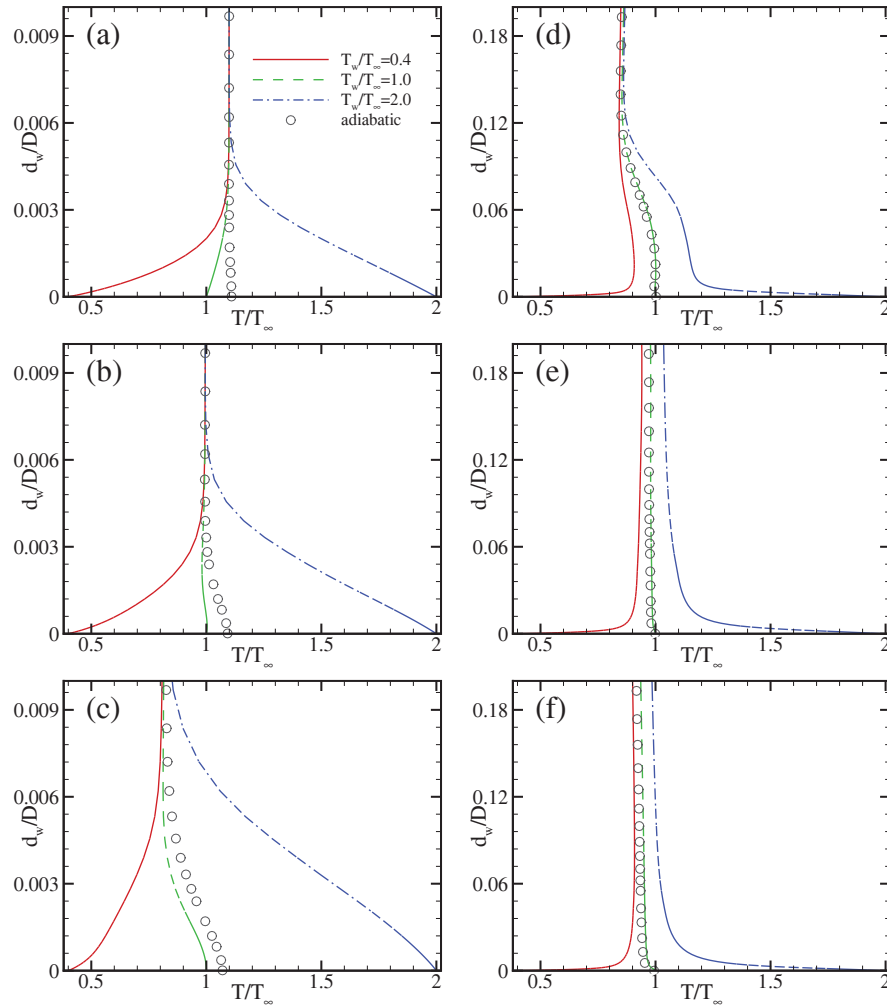 (a)
0.009
0.006
0.003
0
d_w/D
0.5 1 1.5 2
T/T_∞
T_w/T_∞=0.4
T_w/T_∞=1.0
T_w/T_∞=2.0
adiabatic
(d)
0.18
0.12
0.06
0
d_w/D
0.5 1 1.5 2
T/T_∞
(b)
0.009
0.006
0.003
0
d_w/D
0.5 1 1.5 2
T/T_∞
(e)
0.18
0.12
0.06
0
d_w/D
0.5 1 1.5 2
T/T_∞
(c)
0.009
0.006
0.003
0
d_w/D
0.5 1 1.5 2
T/T_∞
(f)
0.18
0.12
0.06
0
d_w/D
0.5 1 1.5 2
T/T_∞